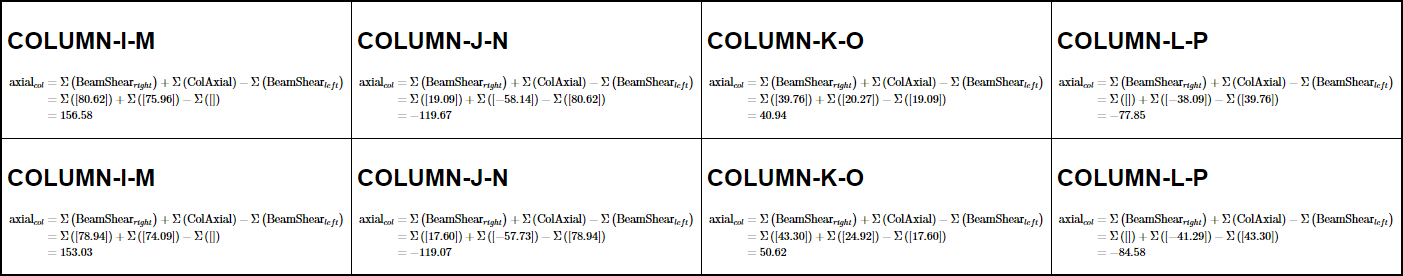 COLUMN-I-M
axial_col = Σ (BeamShear_right) + Σ (ColAxial) − Σ (BeamShear_left)
= Σ ([80.62]) + Σ ([75.96]) − Σ ([])
= 156.58
COLUMN-J-N
axial_col = Σ (BeamShear_right) + Σ (ColAxial) − Σ (BeamShear_left)
= Σ ([19.09]) + Σ ([−58.14]) − Σ ([80.62])
= −119.67
COLUMN-K-O
axial_col = Σ (BeamShear_right) + Σ (ColAxial) − Σ (BeamShear_left)
= Σ ([39.76]) + Σ ([20.27]) − Σ ([19.09])
= 40.94
COLUMN-L-P
axial_col = Σ (BeamShear_right) + Σ (ColAxial) − Σ (BeamShear_left)
= Σ ([]) + Σ ([−38.09]) − Σ ([39.76])
= −77.85
COLUMN-I-M
axial_col = Σ (BeamShear_right) + Σ (ColAxial) − Σ (BeamShear_left)
= Σ ([78.94]) + Σ ([74.09]) − Σ ([])
= 153.03
COLUMN-J-N
axial_col = Σ (BeamShear_right) + Σ (ColAxial) − Σ (BeamShear_left)
= Σ ([17.60]) + Σ ([−57.73]) − Σ ([78.94])
= −119.07
COLUMN-K-O
axial_col = Σ (BeamShear_right) + Σ (ColAxial) − Σ (BeamShear_left)
= Σ ([43.30]) + Σ ([24.92]) − Σ ([17.60])
= 50.62
COLUMN-L-P
axial_col = Σ (BeamShear_right) + Σ (ColAxial) − Σ (BeamShear_left)
= Σ ([]) + Σ ([−41.29]) − Σ ([43.30])
= −84.58